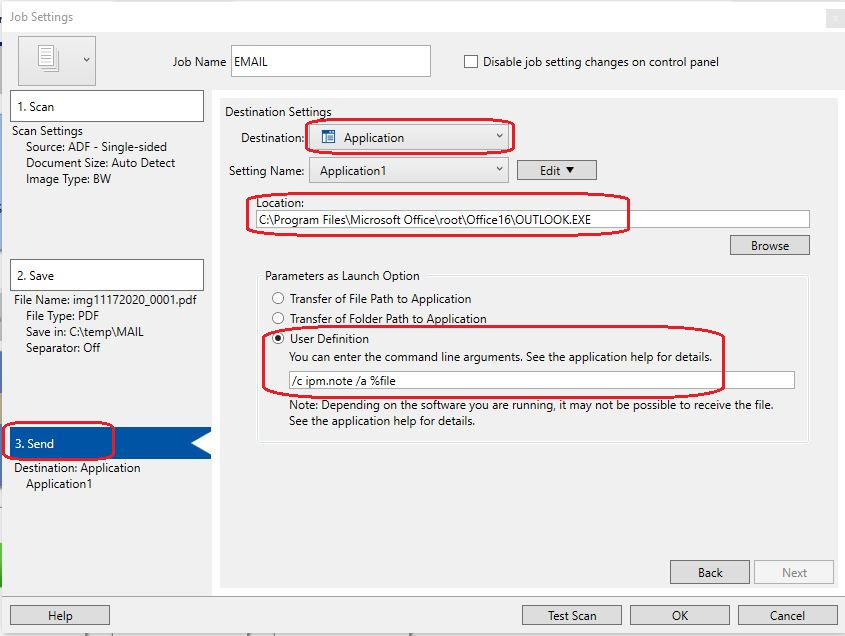 Job Settings
x
Job Name EMAIL Disable job setting changes on control panel
1. Scan
Scan Settings
Source: ADF - Single-sided
Document Size: Auto Detect
Image Type: BW
2. Save
File Name: img11172020_0001.pdf
File Type: PDF
Save in: C:\temp\MAIL
Separator: Off
3. Send
Destination: Application
Application1
Destination Settings
Destination: Application
Setting Name: Application1 Edit ▼
Location:
C:\Program Files\Microsoft Office\root\Office16\OUTLOOK.EXE
Browse
Parameters as Launch Option
Transfer of File Path to Application
Transfer of Folder Path to Application
User Definition
You can enter the command line arguments. See the application help for details.
/c ipm.note /a %file
Note: Depending on the software you are running, it may not be possible to receive the file.
See the application help for details.
Back Next
Help Test Scan OK Cancel